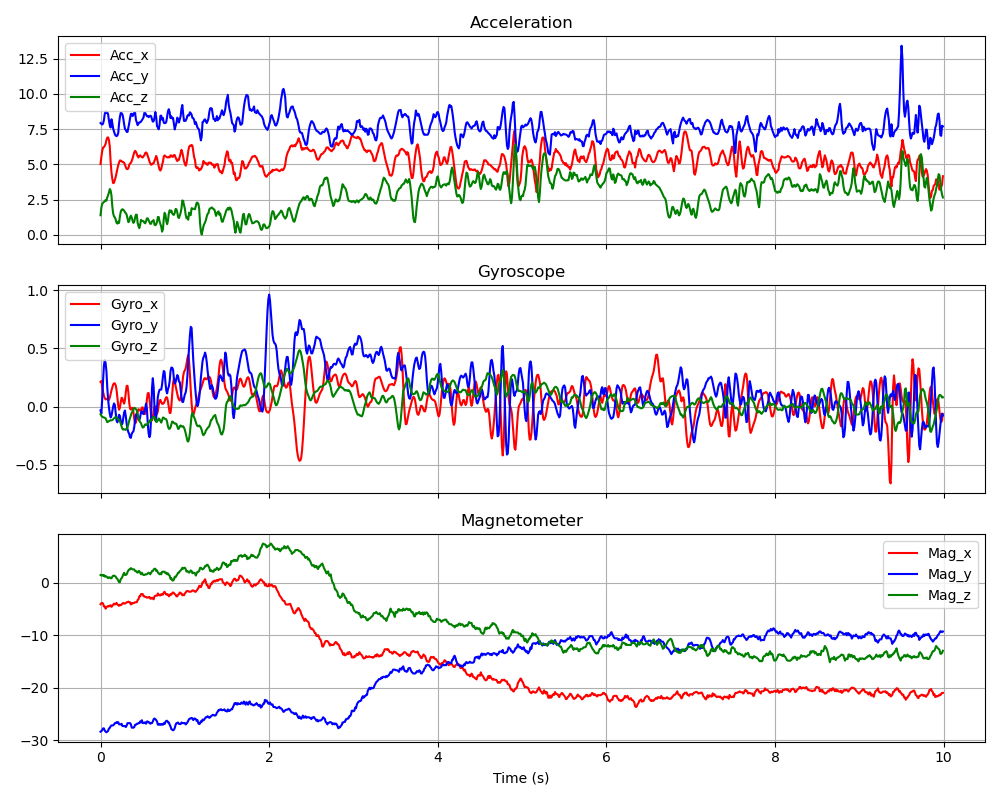 Acceleration
12.5
10.0
7.5
5.0
2.5
0.0
Acc_x
Acc_y
Acc_z
Gyroscope
1.0
0.5
0.0
−0.5
Gyro_x
Gyro_y
Gyro_z
Magnetometer
0
−10
−20
−30
Mag_x
Mag_y
Mag_z
0
2
4
6
8
10
Time (s)